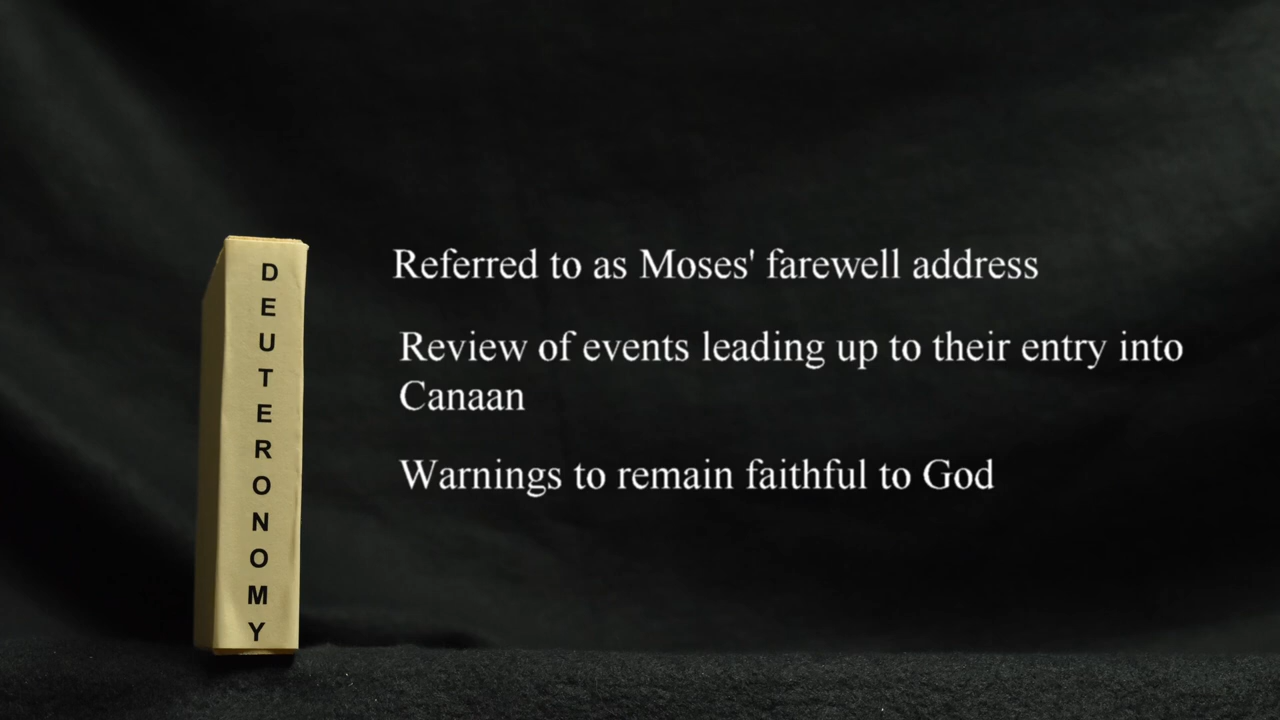 DEUTERONOMY
Referred to as Moses' farewell address
Review of events leading up to their entry into
Canaan
Warnings to remain faithful to God